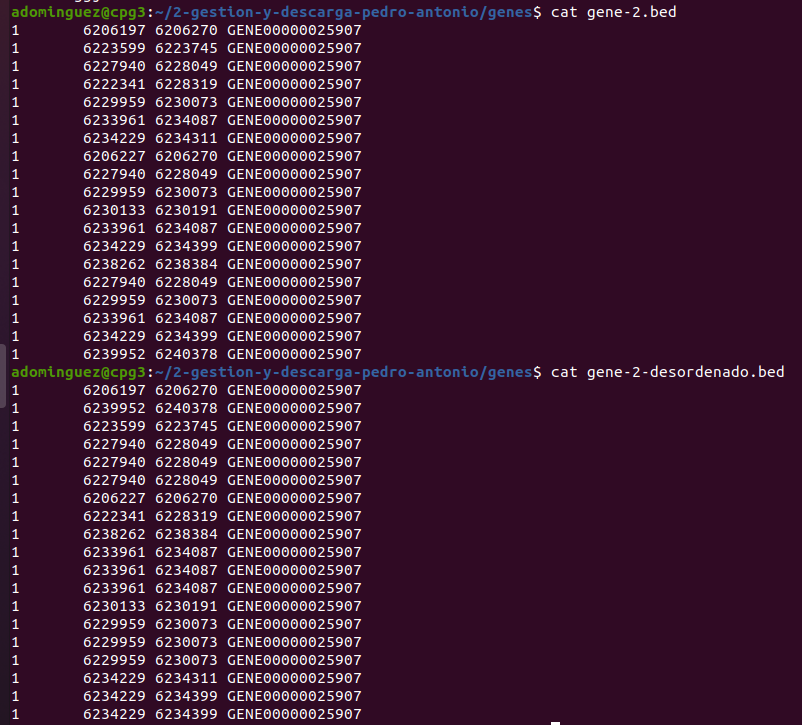 adominguez@cpg3:~/2-gestion-y-descarga-pedro-antonio/genes$ cat gene-2.bed
1 6206197 6206270 GENE00000025907
1 6223599 6223745 GENE00000025907
1 6227940 6228049 GENE00000025907
1 6222341 6228319 GENE00000025907
1 6229959 6230073 GENE00000025907
1 6233961 6234087 GENE00000025907
1 6234229 6234311 GENE00000025907
1 6206227 6206270 GENE00000025907
1 6227940 6228049 GENE00000025907
1 6229959 6230073 GENE00000025907
1 6230133 6230191 GENE00000025907
1 6233961 6234087 GENE00000025907
1 6234229 6234399 GENE00000025907
1 6238262 6238384 GENE00000025907
1 6227940 6228049 GENE00000025907
1 6229959 6230073 GENE00000025907
1 6233961 6234087 GENE00000025907
1 6234229 6234399 GENE00000025907
1 6239952 6240378 GENE00000025907
adominguez@cpg3:~/2-gestion-y-descarga-pedro-antonio/genes$ cat gene-2-desordenado.bed
1 6206197 6206270 GENE00000025907
1 6239952 6240378 GENE00000025907
1 6223599 6223745 GENE00000025907
1 6227940 6228049 GENE00000025907
1 6227940 6228049 GENE00000025907
1 6227940 6228049 GENE00000025907
1 6206227 6206270 GENE00000025907
1 6222341 6228319 GENE00000025907
1 6238262 6238384 GENE00000025907
1 6233961 6234087 GENE00000025907
1 6233961 6234087 GENE00000025907
1 6233961 6234087 GENE00000025907
1 6230133 6230191 GENE00000025907
1 6229959 6230073 GENE00000025907
1 6229959 6230073 GENE00000025907
1 6229959 6230073 GENE00000025907
1 6234229 6234311 GENE00000025907
1 6234229 6234399 GENE00000025907
1 6234229 6234399 GENE00000025907